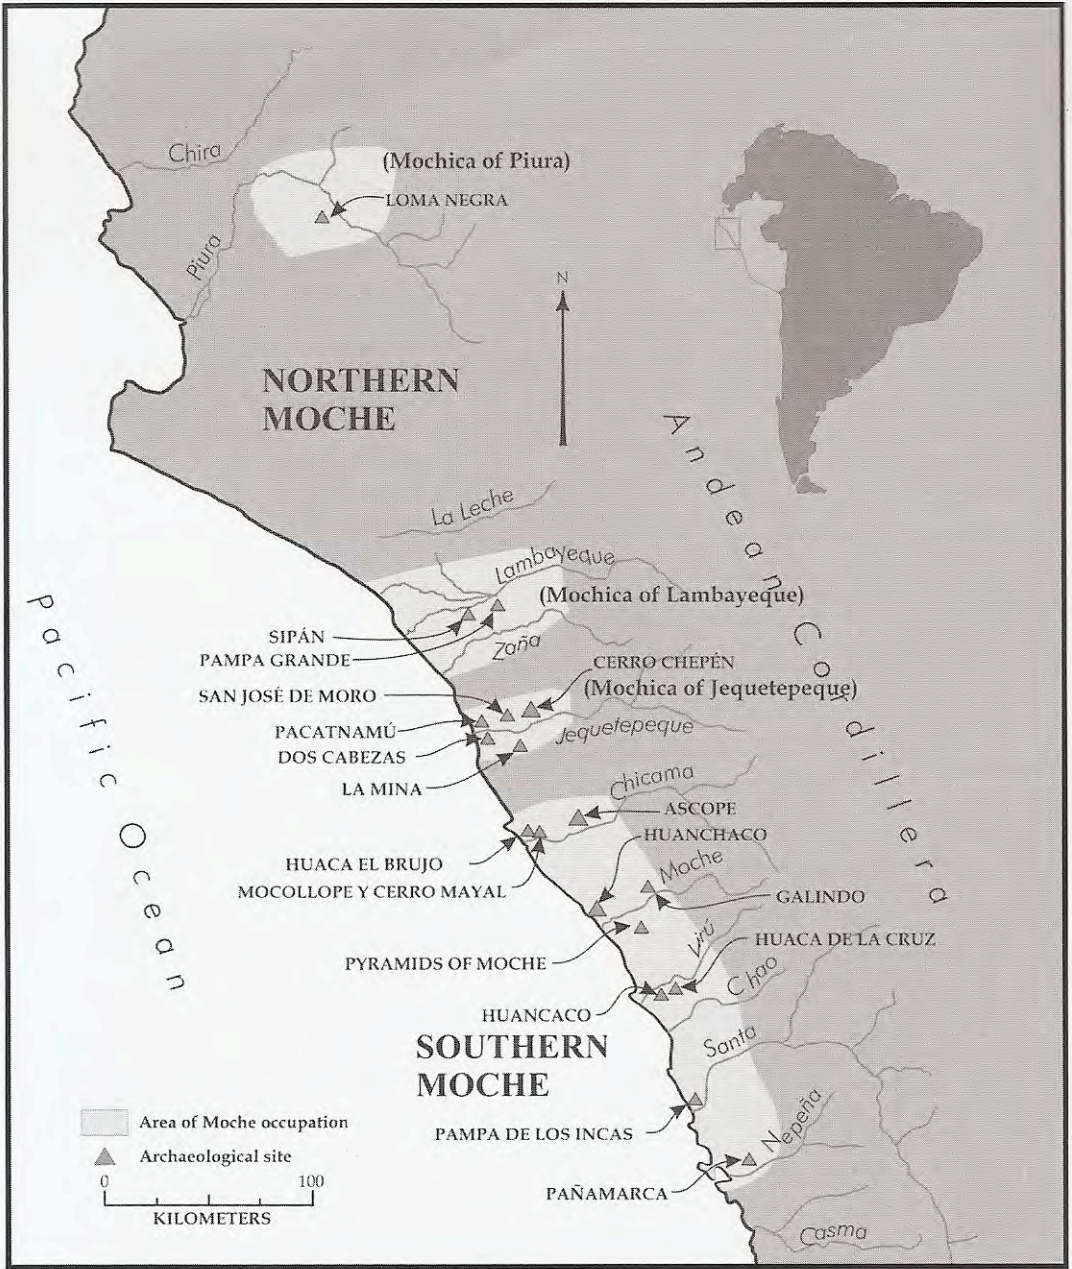 Chira
(Mochica of Piura)
LOMA NEGRA
Piura
N
NORTHERN
MOCHE
Andean Cordillera
La Leche
Lambayeque
(Mochica of Lambayeque)
Pacific Ocean
SIPÁN
Zaña
PAMPA GRANDE
CERRO CHEPÉN
SAN JOSÉ DE MORO
(Mochica of Jequetepeque)
PACATNAMÚ
Jequetepeque
DOS CABEZAS
LA MINA
Chicama
ASCOPE
HUANCHACO
HUACA EL BRUJO
Moche
MOCOLLOPE Y CERRO MAYAL
GALINDO
Virú
HUACA DE LA CRUZ
PYRAMIDS OF MOCHE
Chao
HUANCACO
SOUTHERN
MOCHE
Santa
Area of Moche occupation
PAMPA DE LOS INCAS
Nepeña
Archaeological site
0 100
KILOMETERS
PAÑAMARCA
Casma